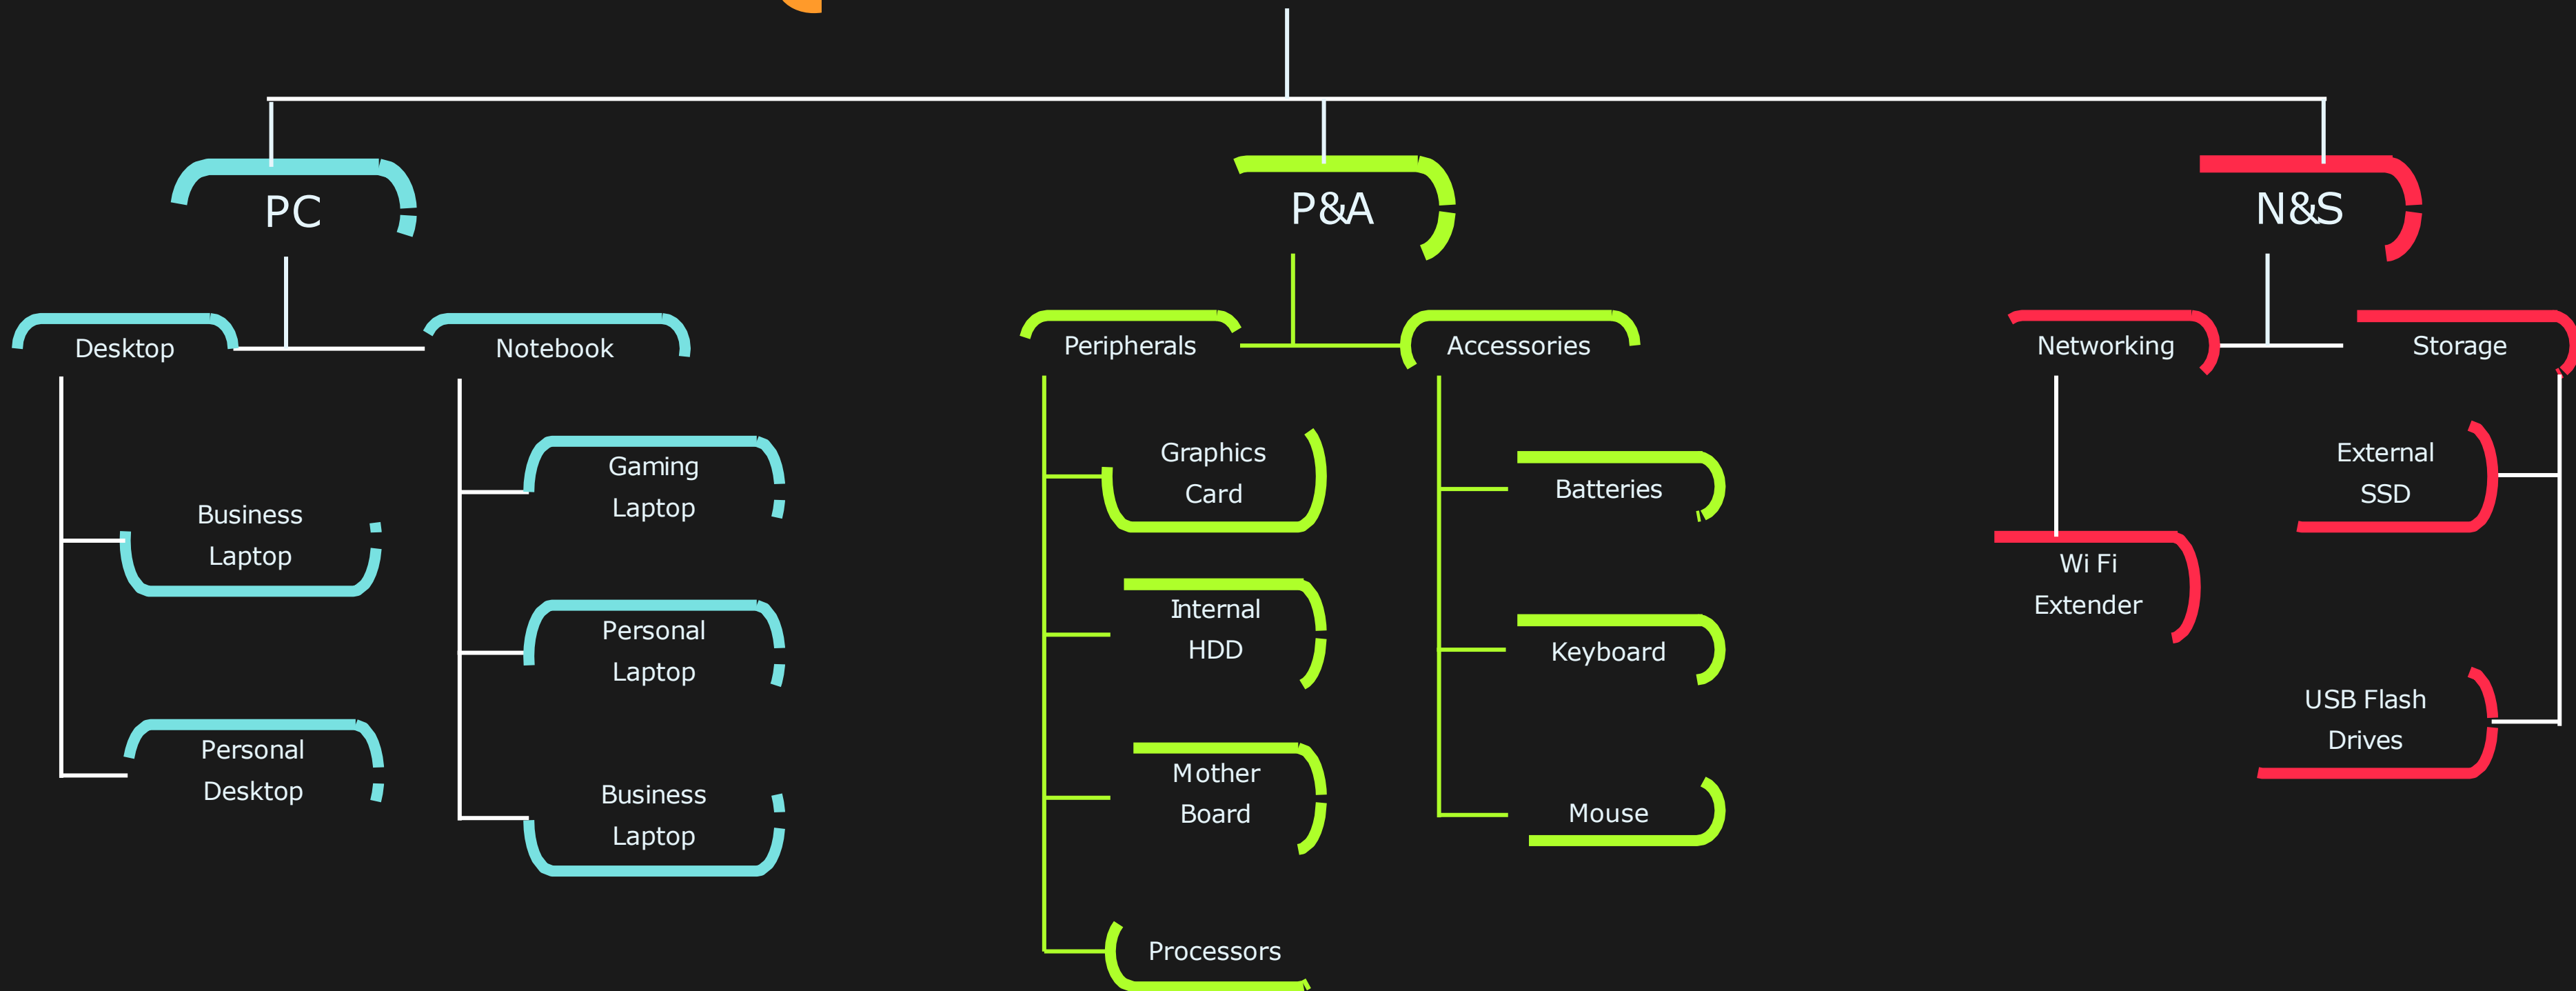 PC
P&A
N&S
Desktop
Notebook
Peripherals
Accessories
Networking
Storage
Business
Laptop
Personal
Desktop
Gaming
Laptop
Personal
Laptop
Business
Laptop
Graphics
Card
Internal
HDD
Mother
Board
Processors
Batteries
Keyboard
Mouse
Wi Fi
Extender
External
SSD
USB Flash
Drives